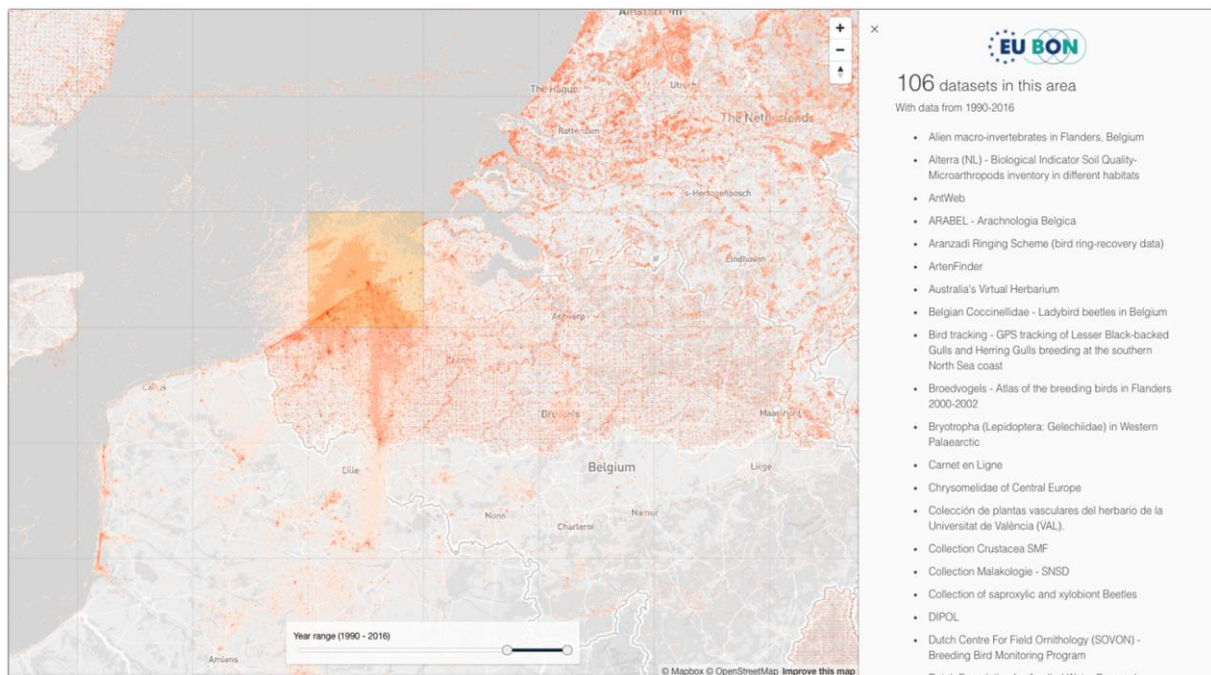 Amsterdam
The Hague
Utrecht
The Netherlands
Rotterdam
's-Hertogenbosch
Eindhoven
Antwerp
Ghent
Calais
Brussels
Maastricht
Lille
Belgium
Liège
Mons
Namur
Charleroi
Amiens
Year range (1990 - 2016)
© Mapbox © OpenStreetMap Improve this map
+
−
×
EU BON
106 datasets in this area
With data from 1990-2016
• Alien macro-invertebrates in Flanders, Belgium
• Alterra (NL) - Biological Indicator Soil Quality-
Microarthropods inventory in different habitats
• AntWeb
• ARABEL - Arachnologia Belgica
• Aranzadi Ringing Scheme (bird ring-recovery data)
• ArtenFinder
• Australia's Virtual Herbarium
• Belgian Coccinellidae - Ladybird beetles in Belgium
• Bird tracking - GPS tracking of Lesser Black-backed
Gulls and Herring Gulls breeding at the southern
North Sea coast
• Broedvogels - Atlas of the breeding birds in Flanders
2000-2002
• Bryotropha (Lepidoptera: Gelechiidae) in Western
Palaearctic
• Carnet en Ligne
• Chrysomelidae of Central Europe
• Colección de plantas vasculares del herbario de la
Universitat de València (VAL).
• Collection Crustacea SMF
• Collection Malakologie - SNSD
• Collection of saproxylic and xylobiont Beetles
• DIPOL
• Dutch Centre For Field Ornithology (SOVON) -
Breeding Bird Monitoring Program